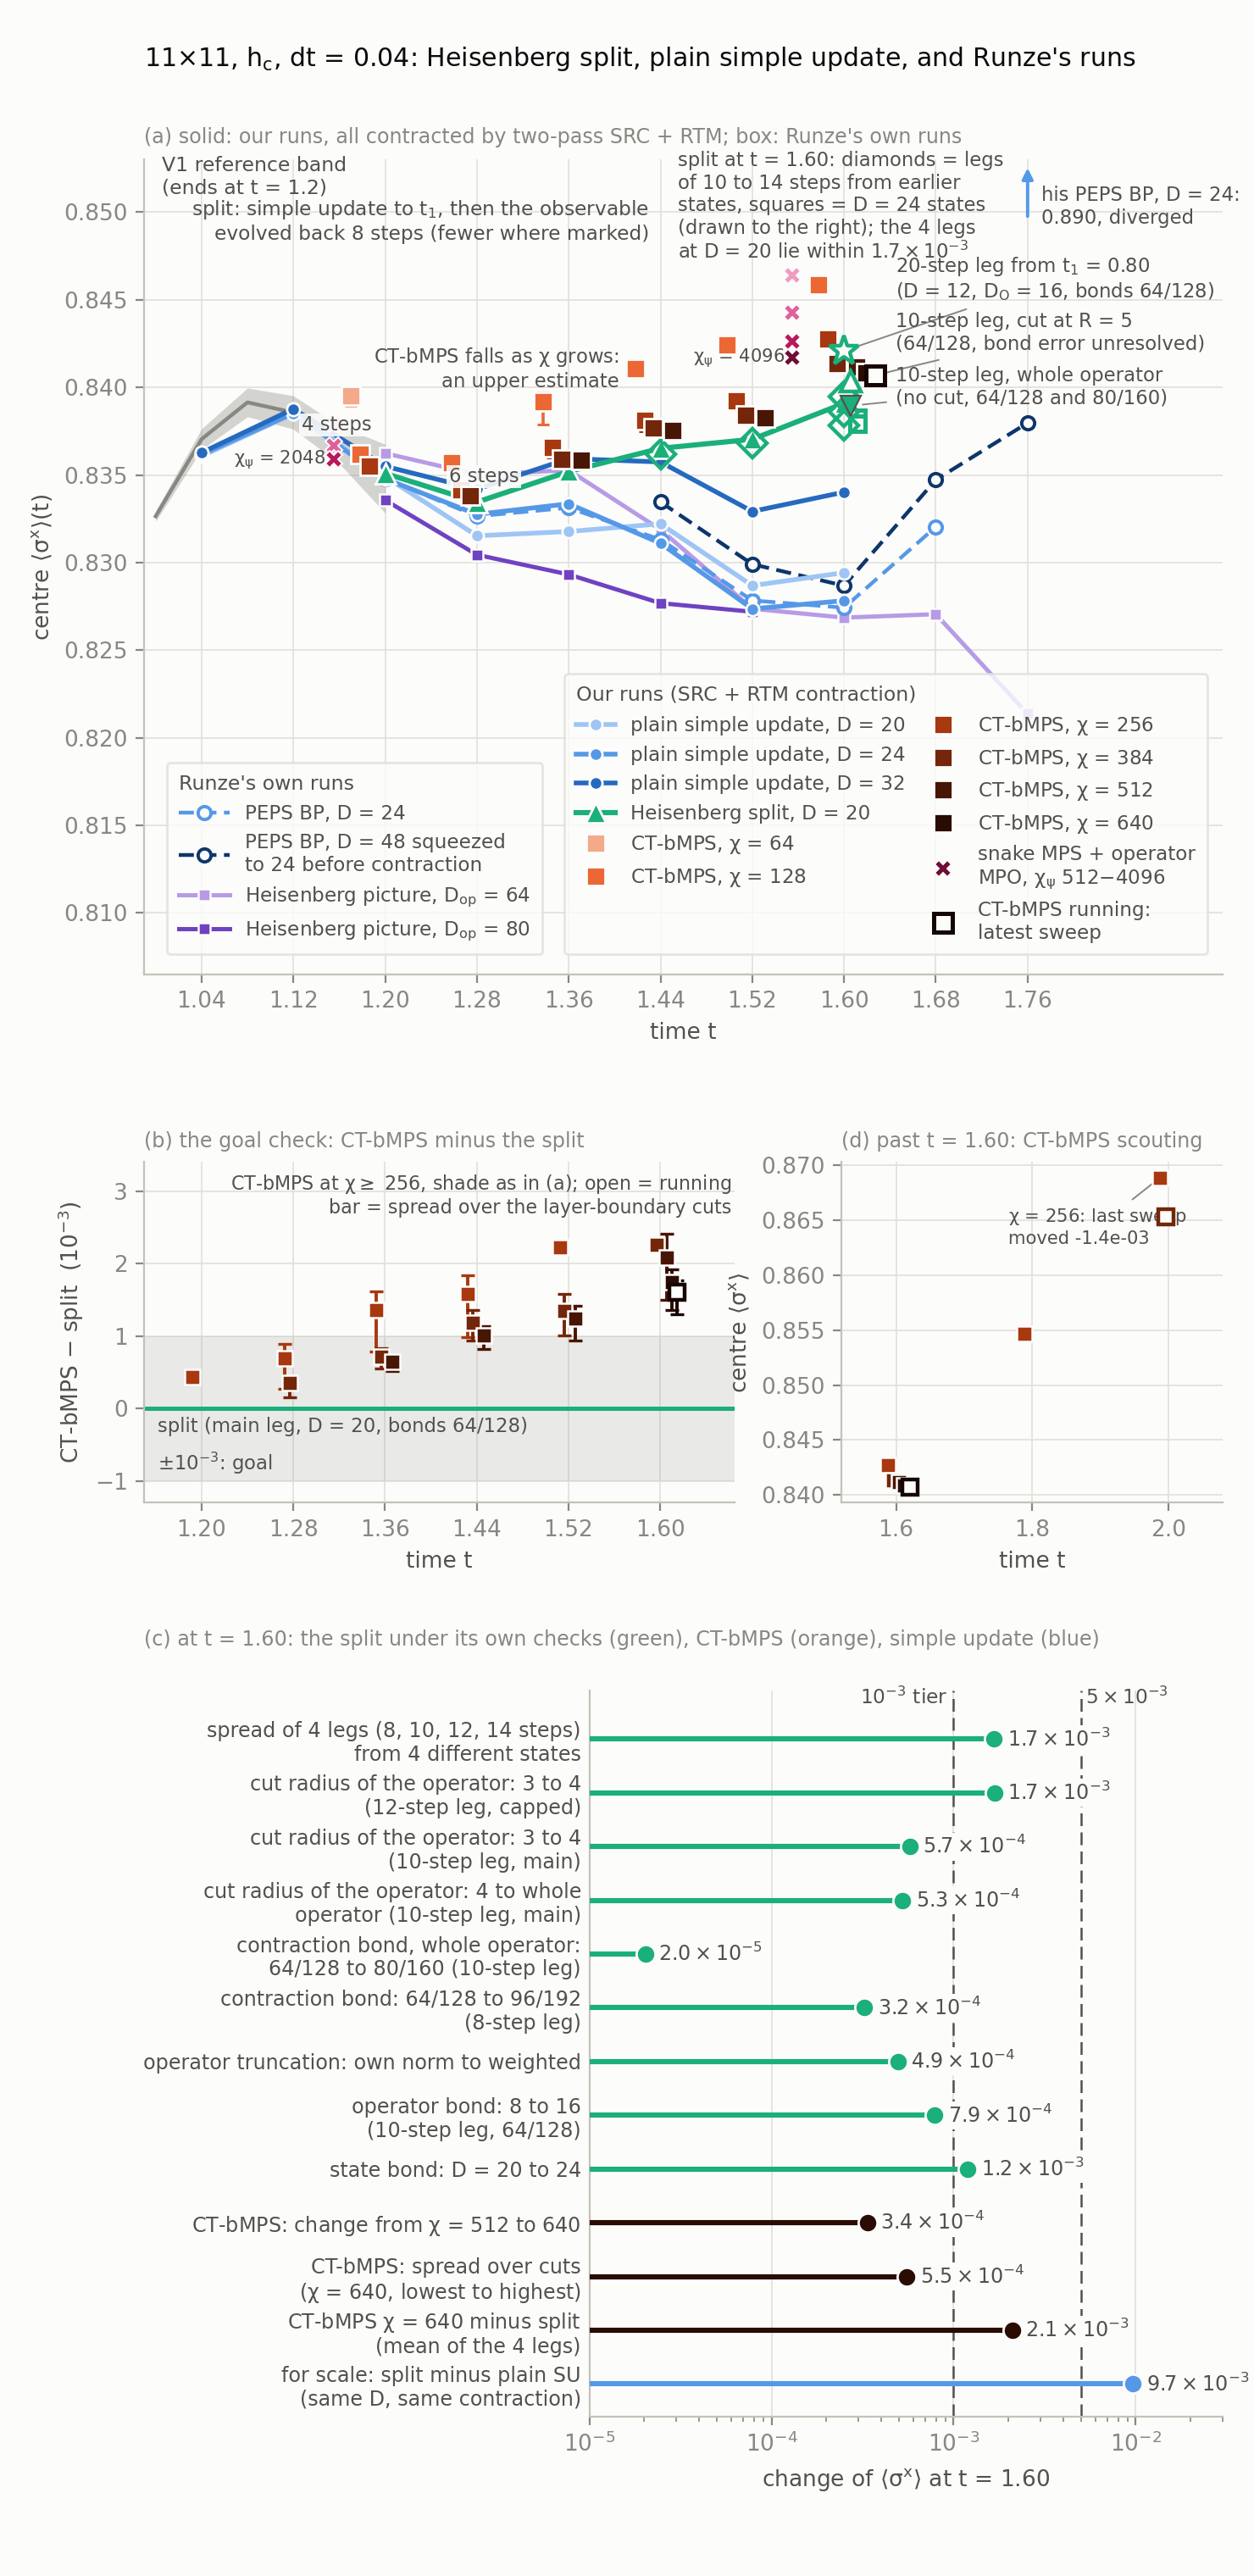 11×11, h_c, dt = 0.04: Heisenberg split, plain simple update, and Runze's runs
(a) solid: our runs, all contracted by two-pass SRC + RTM; box: Runze's own runs
V1 reference band
(ends at t = 1.2)
split: simple update to t₁, then the observable
evolved back 8 steps (fewer where marked)
split at t = 1.60: diamonds = legs
of 10 to 14 steps from earlier
states, squares = D = 24 states
(drawn to the right); the 4 legs
at D = 20 lie within 1.7 × 10⁻³
his PEPS BP, D = 24:
0.890, diverged
20-step leg from t₁ = 0.80
(D = 12, D_O = 16, bonds 64/128)
10-step leg, cut at R = 5
(64/128, bond error unresolved)
10-step leg, whole operator
(no cut, 64/128 and 80/160)
CT-bMPS falls as χ grows:
an upper estimate
χ_ψ = 4096
4 steps
χ_ψ = 2048
6 steps
0.850
0.845
0.840
0.835
0.830
0.825
0.820
0.815
0.810
centre ⟨σˣ⟩(t)
Runze's own runs
PEPS BP, D = 24
PEPS BP, D = 48 squeezed
to 24 before contraction
Heisenberg picture, D_op = 64
Heisenberg picture, D_op = 80
Our runs (SRC + RTM contraction)
plain simple update, D = 20
plain simple update, D = 24
plain simple update, D = 32
Heisenberg split, D = 20
CT-bMPS, χ = 64
CT-bMPS, χ = 128
CT-bMPS, χ = 256
CT-bMPS, χ = 384
CT-bMPS, χ = 512
CT-bMPS, χ = 640
snake MPS + operator
MPO, χ_ψ 512−4096
CT-bMPS running:
latest sweep
1.04 1.12 1.20 1.28 1.36 1.44 1.52 1.60 1.68 1.76
time t
(b) the goal check: CT-bMPS minus the split
CT-bMPS at χ ≥ 256, shade as in (a); open = running
bar = spread over the layer-boundary cuts
3
2
1
0
−1
CT-bMPS − split (10⁻³)
split (main leg, D = 20, bonds 64/128)
±10⁻³: goal
1.20 1.28 1.36 1.44 1.52 1.60
time t
(d) past t = 1.60: CT-bMPS scouting
0.870
0.865
0.860
0.855
0.850
0.845
0.840
centre ⟨σˣ⟩
χ = 256: last sweep
moved -1.4e-03
1.6 1.8 2.0
time t
(c) at t = 1.60: the split under its own checks (green), CT-bMPS (orange), simple update (blue)
10⁻³ tier
5 × 10⁻³
spread of 4 legs (8, 10, 12, 14 steps)
from 4 different states
1.7 × 10⁻³
cut radius of the operator: 3 to 4
(12-step leg, capped)
1.7 × 10⁻³
cut radius of the operator: 3 to 4
(10-step leg, main)
5.7 × 10⁻⁴
cut radius of the operator: 4 to whole
operator (10-step leg, main)
5.3 × 10⁻⁴
contraction bond, whole operator:
64/128 to 80/160 (10-step leg)
2.0 × 10⁻⁵
contraction bond: 64/128 to 96/192
(8-step leg)
3.2 × 10⁻⁴
operator truncation: own norm to weighted
4.9 × 10⁻⁴
operator bond: 8 to 16
(10-step leg, 64/128)
7.9 × 10⁻⁴
state bond: D = 20 to 24
1.2 × 10⁻³
CT-bMPS: change from χ = 512 to 640
3.4 × 10⁻⁴
CT-bMPS: spread over cuts
(χ = 640, lowest to highest)
5.5 × 10⁻⁴
CT-bMPS χ = 640 minus split
(mean of the 4 legs)
2.1 × 10⁻³
for scale: split minus plain SU
(same D, same contraction)
9.7 × 10⁻³
10⁻⁵ 10⁻⁴ 10⁻³ 10⁻²
change of ⟨σˣ⟩ at t = 1.60